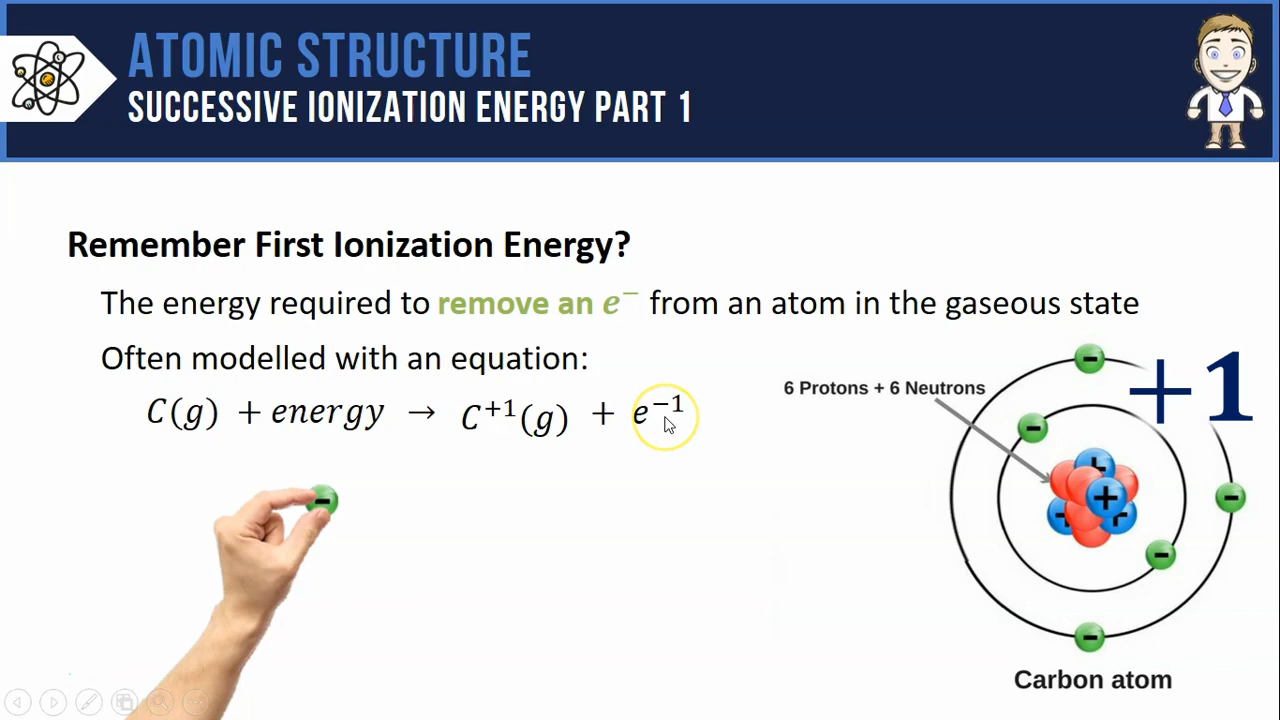 ATOMIC STRUCTURE
SUCCESSIVE IONIZATION ENERGY PART 1
Remember First Ionization Energy?
The energy required to remove an e⁻ from an atom in the gaseous state
Often modelled with an equation:
C(g) + energy → C⁺¹(g) + e⁻¹
6 Protons + 6 Neutrons
+1
Carbon atom